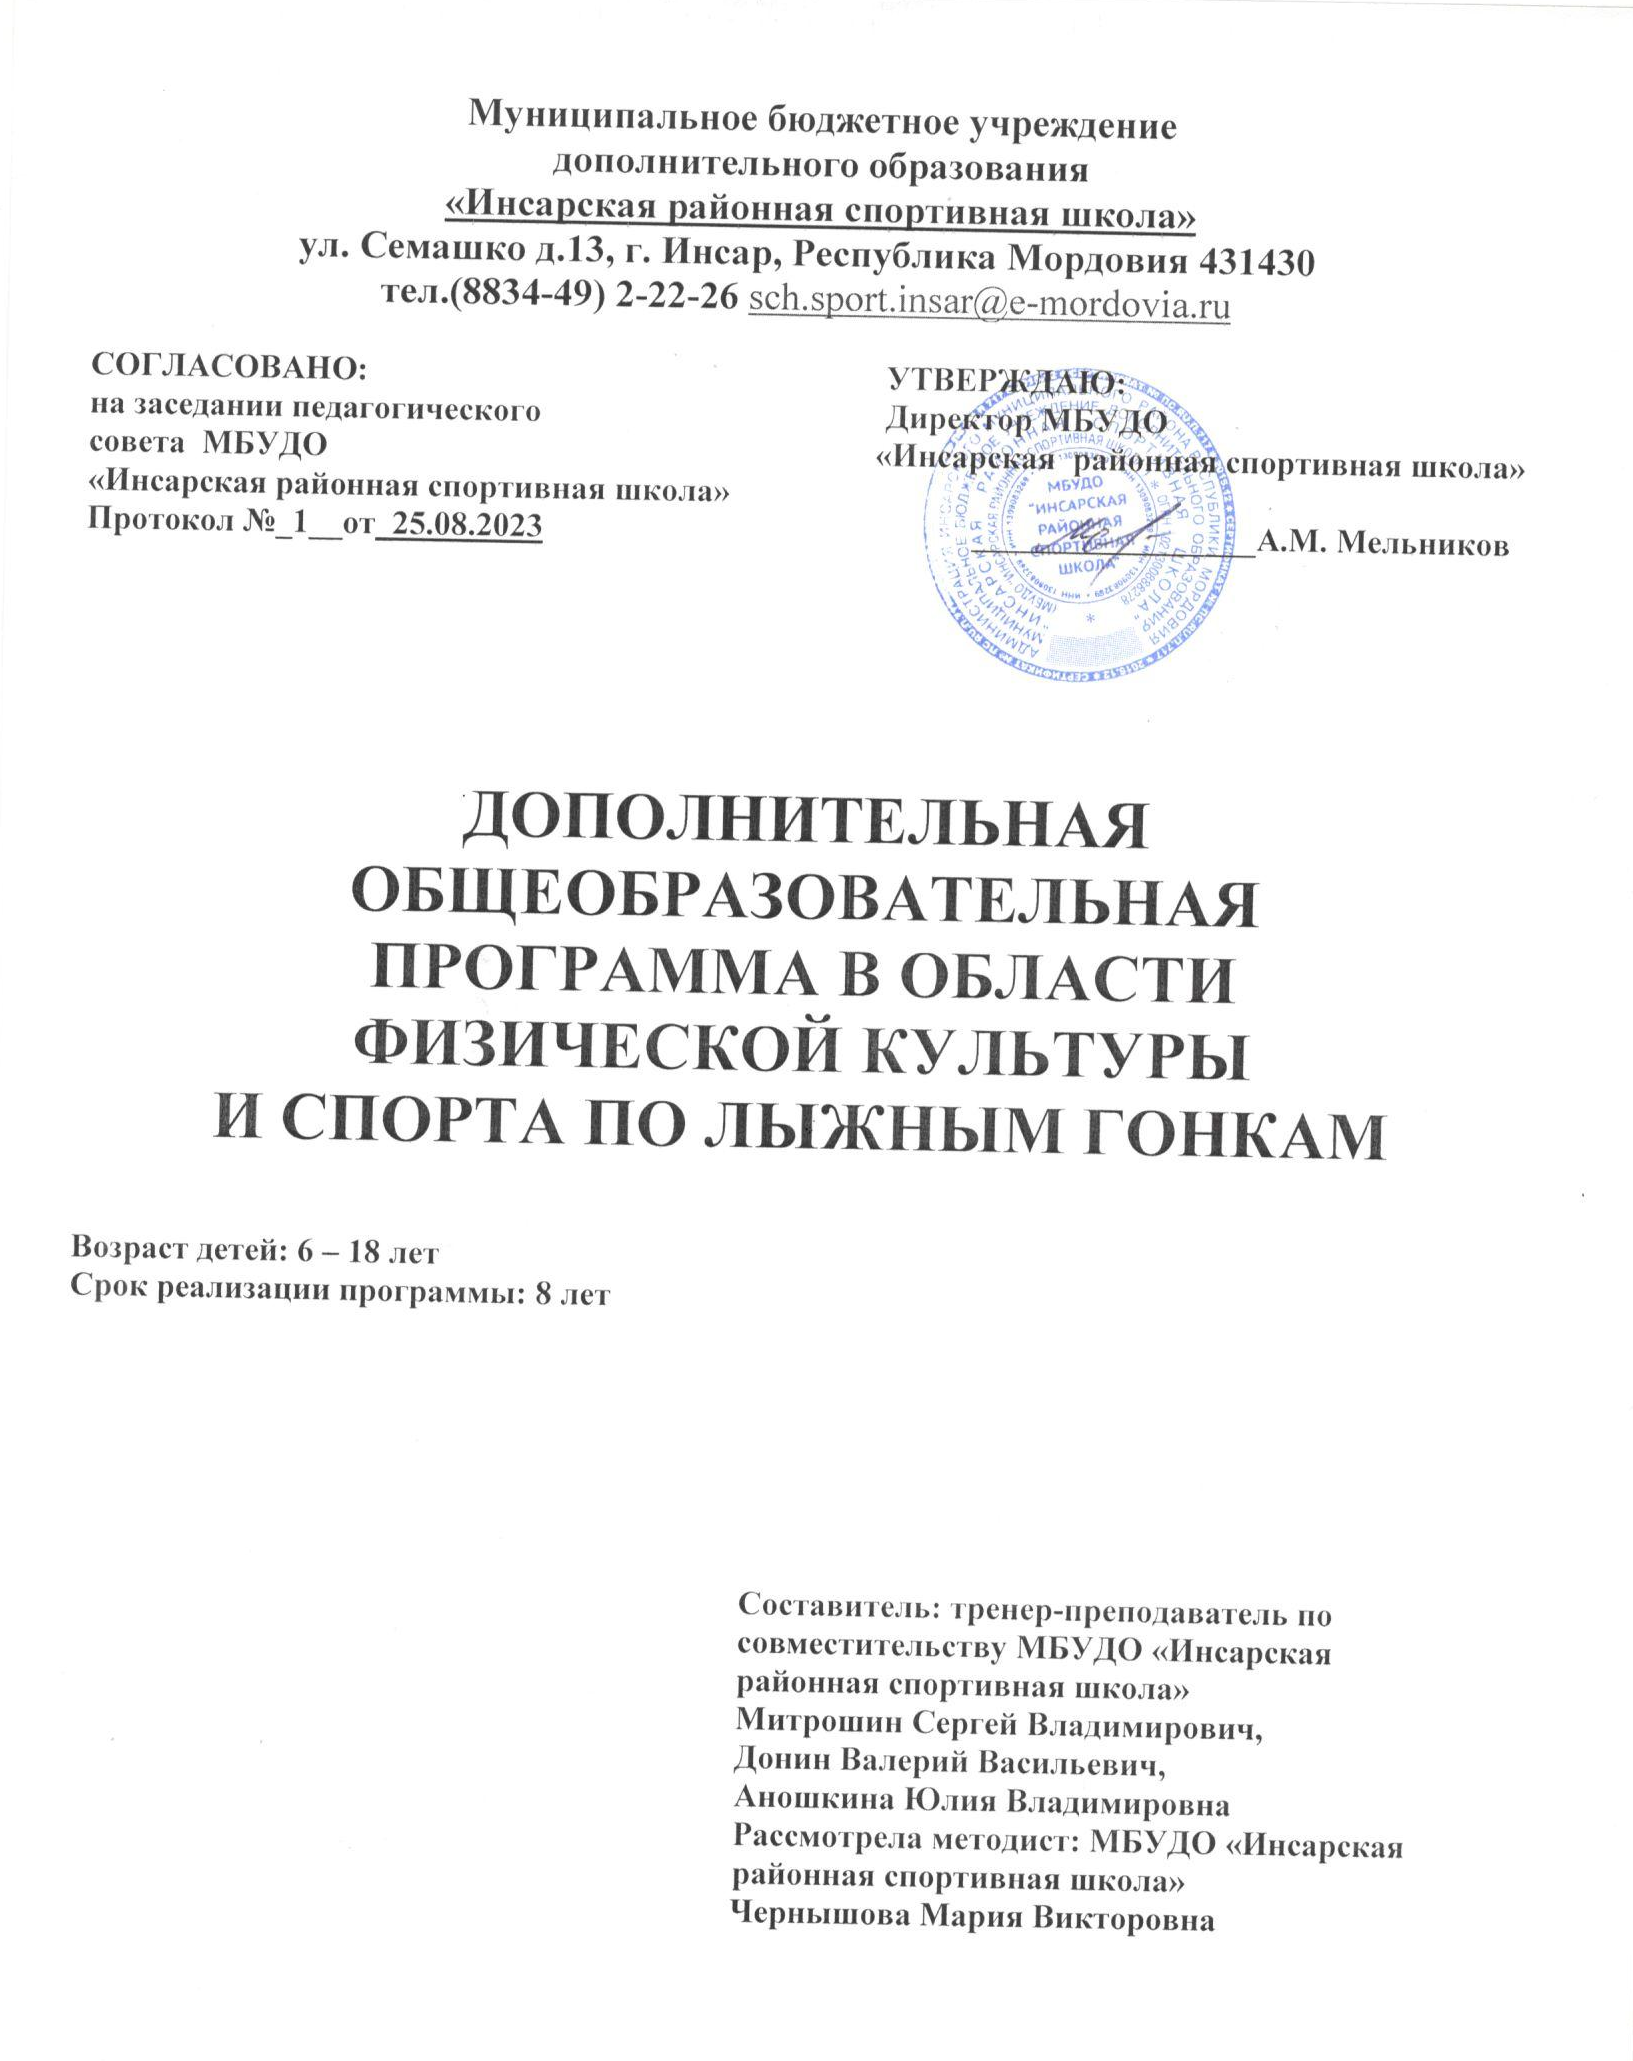 Муниципальное бюджетное учреждение
дополнительного образования
«Инсарская районная спортивная школа»
ул. Семашко д.13, г. Инсар, Республика Мордовия 431430
тел.(8834-49) 2-22-26 sch.sport.insar@e-mordovia.ru
СОГЛАСОВАНО:
на заседании педагогического
совета МБУДО
«Инсарская районная спортивная школа»
Протокол №_1__от_25.08.2023
УТВЕРЖДАЮ:
Директор МБУДО
«Инсарская районная спортивная школа»
А.М. Мельников
МБУДО
"ИНСАРСКАЯ
РАЙОННАЯ
СПОРТИВНАЯ
ШКОЛА"
ДОПОЛНИТЕЛЬНАЯ
ОБЩЕОБРАЗОВАТЕЛЬНАЯ
ПРОГРАММА В ОБЛАСТИ
ФИЗИЧЕСКОЙ КУЛЬТУРЫ
И СПОРТА ПО ЛЫЖНЫМ ГОНКАМ
Возраст детей: 6 – 18 лет
Срок реализации программы: 8 лет
Составитель: тренер-преподаватель по
совместительству МБУДО «Инсарская
районная спортивная школа»
Митрошин Сергей Владимирович,
Донин Валерий Васильевич,
Аношкина Юлия Владимировна
Рассмотрела методист: МБУДО «Инсарская
районная спортивная школа»
Чернышова Мария Викторовна